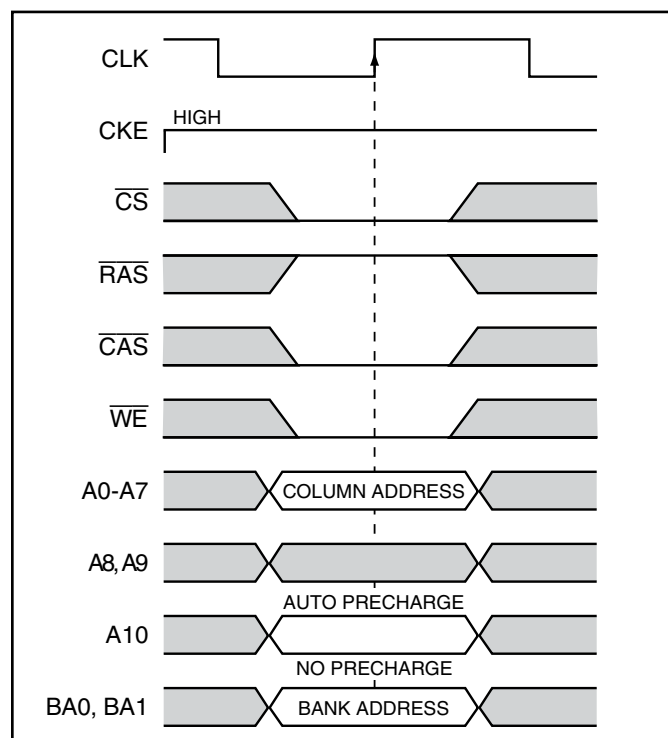 CLK
HIGH
CKE
CS
RAS
CAS
WE
A0-A7 COLUMN ADDRESS
A8, A9
AUTO PRECHARGE
A10
NO PRECHARGE
BA0, BA1 BANK ADDRESS